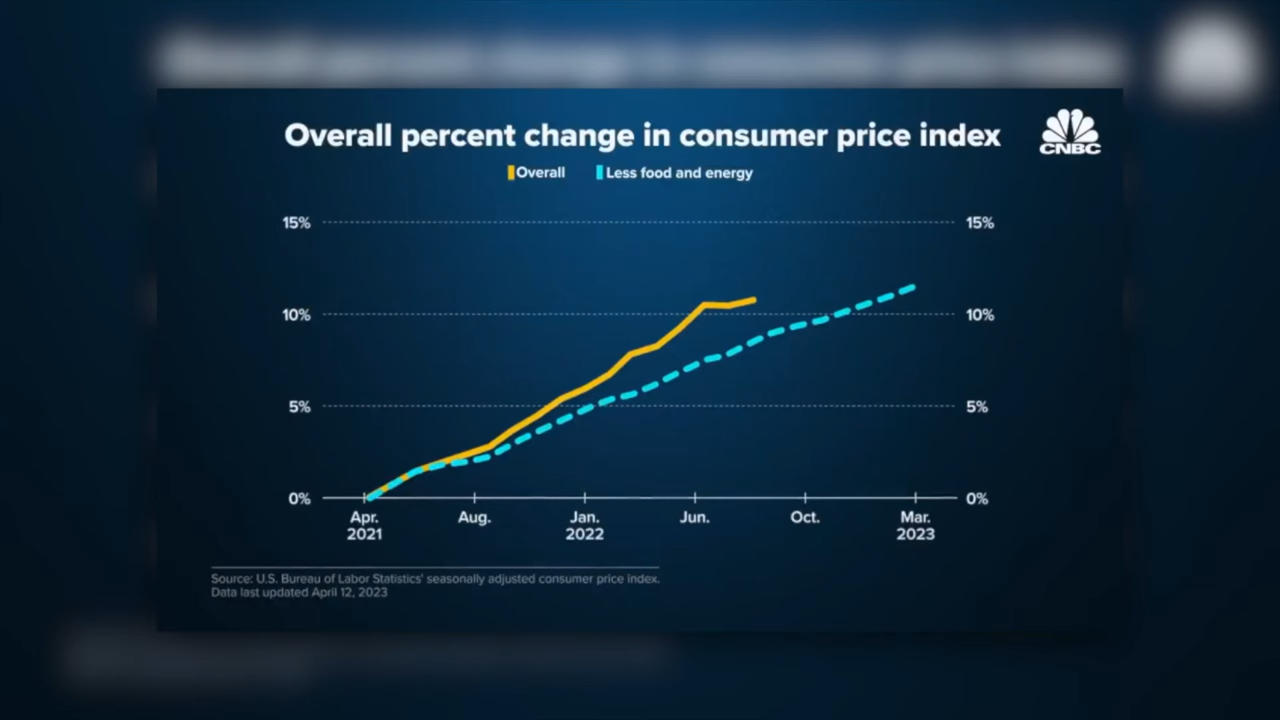 Overall percent change in consumer price index
CNBC
Overall
Less food and energy
15%
15%
10%
10%
5%
5%
0%
0%
Apr.
2021
Aug.
Jan.
2022
Jun.
Oct.
Mar.
2023
Source: U.S. Bureau of Labor Statistics' seasonally adjusted consumer price index.
Data last updated April 12, 2023